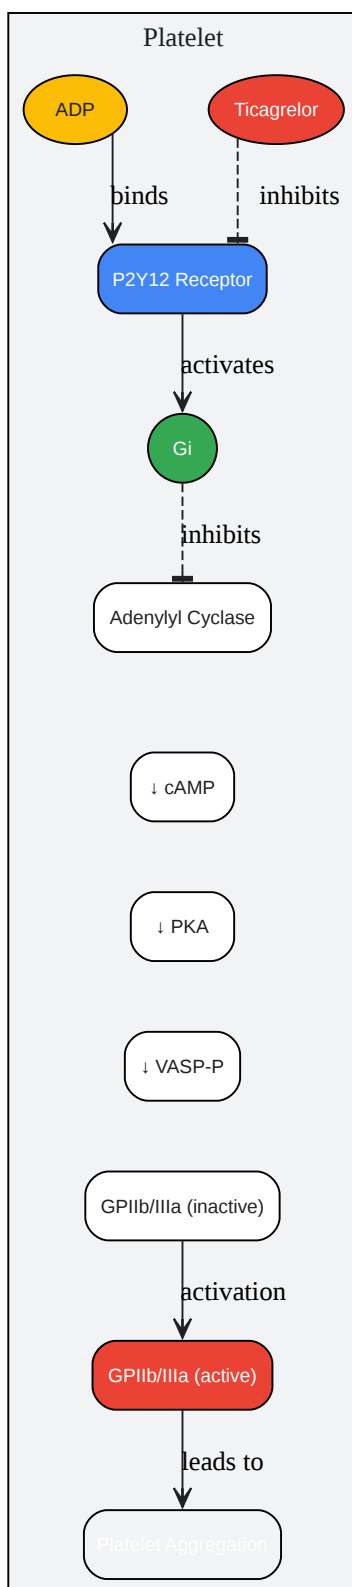 Platelet
ADP
Ticagrelor
binds
inhibits
P2Y12 Receptor
activates
Gi
inhibits
Adenylyl Cyclase
↓ cAMP
↓ PKA
↓ VASP-P
GPIIb/IIIa (inactive)
activation
GPIIb/IIIa (active)
leads to
Platelet Aggregation